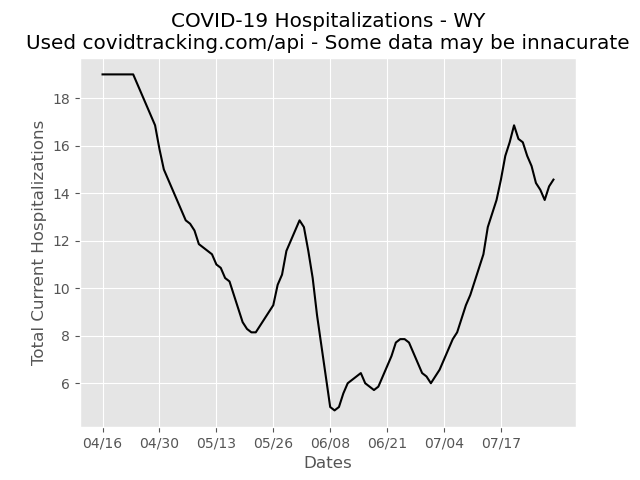 COVID-19 Hospitalizations - WY
Used covidtracking.com/api - Some data may be innacurate
Total Current Hospitalizations
18
16
14
12
10
8
6
04/16 04/30 05/13 05/26 06/08 06/21 07/04 07/17
Dates